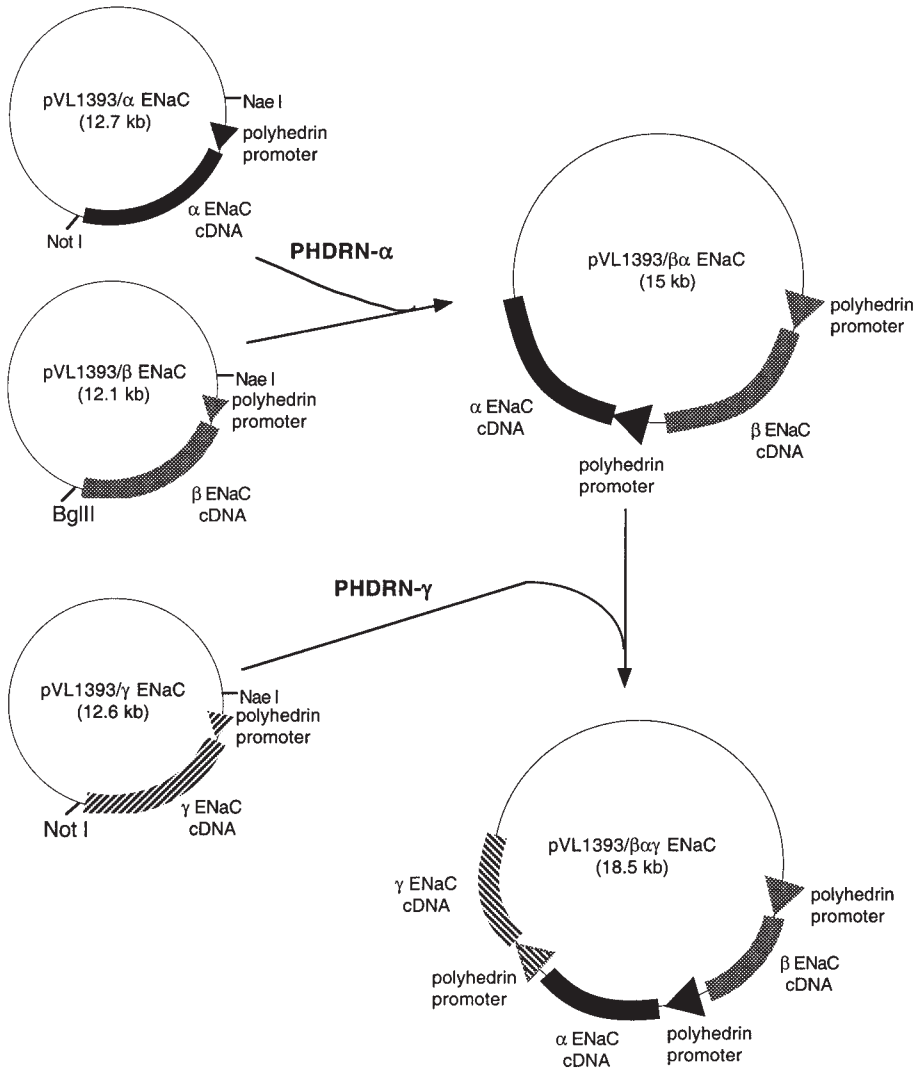 pVL1393/α ENaC
(12.7 kb)
Nae I
polyhedrin
promoter
α ENaC
cDNA
Not I
PHDRN-α
pVL1393/β ENaC
(12.1 kb)
Nae I
polyhedrin
promoter
β ENaC
cDNA
BglII
pVL1393/βα ENaC
(15 kb)
polyhedrin
promoter
α ENaC
cDNA
β ENaC
cDNA
polyhedrin
promoter
PHDRN-γ
pVL1393/γ ENaC
(12.6 kb)
Nae I
polyhedrin
promoter
γ ENaC
cDNA
Not I
pVL1393/βαγ ENaC
(18.5 kb)
γ ENaC
cDNA
polyhedrin
promoter
polyhedrin
promoter
β ENaC
cDNA
α ENaC
cDNA
polyhedrin
promoter